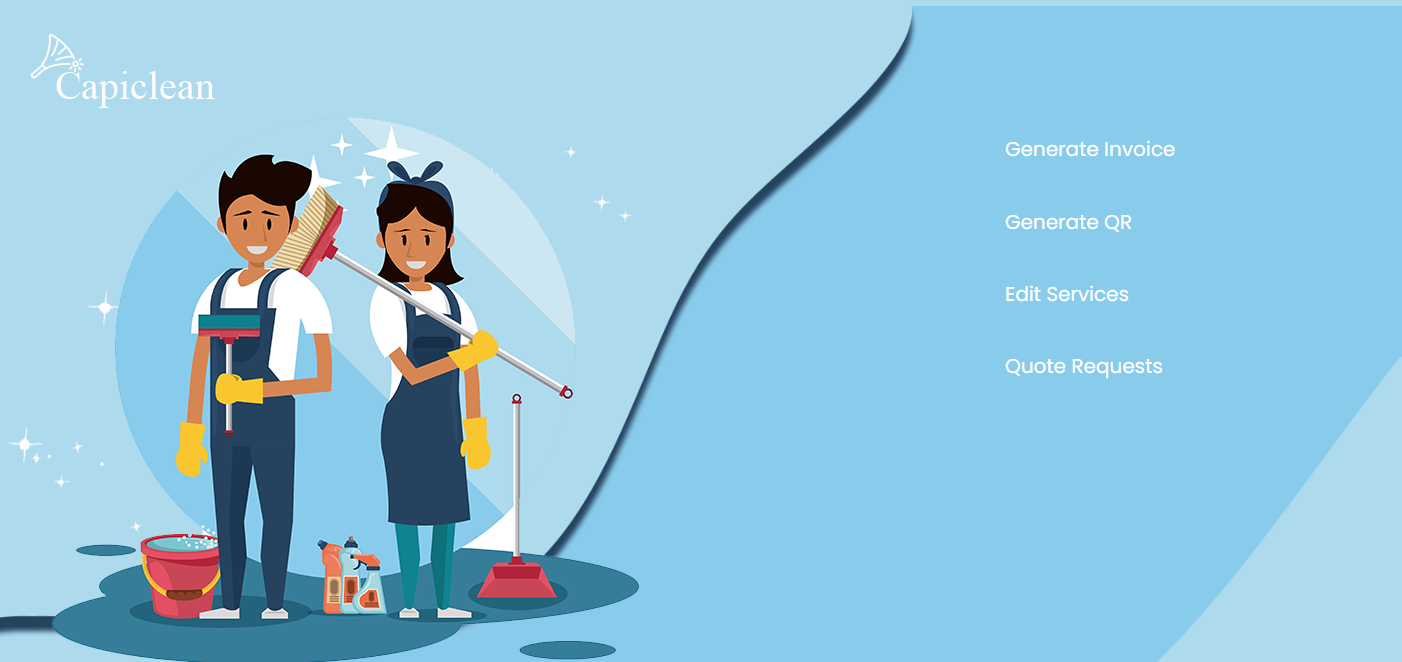 Capiclean
Generate Invoice
Generate QR
Edit Services
Quote Requests